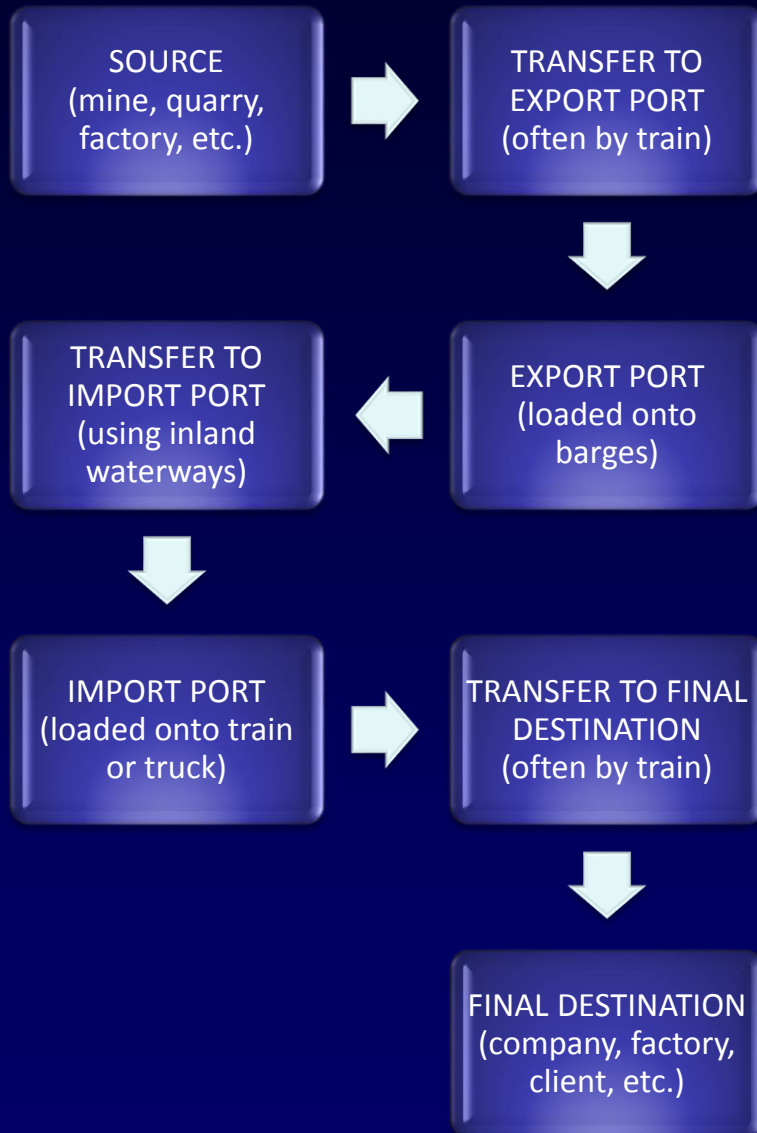 SOURCE
(mine, quarry,
factory, etc.)
TRANSFER TO
EXPORT PORT
(often by train)
EXPORT PORT
(loaded onto
barges)
TRANSFER TO
IMPORT PORT
(using inland
waterways)
IMPORT PORT
(loaded onto train
or truck)
TRANSFER TO FINAL
DESTINATION
(often by train)
FINAL DESTINATION
(company, factory,
client, etc.)